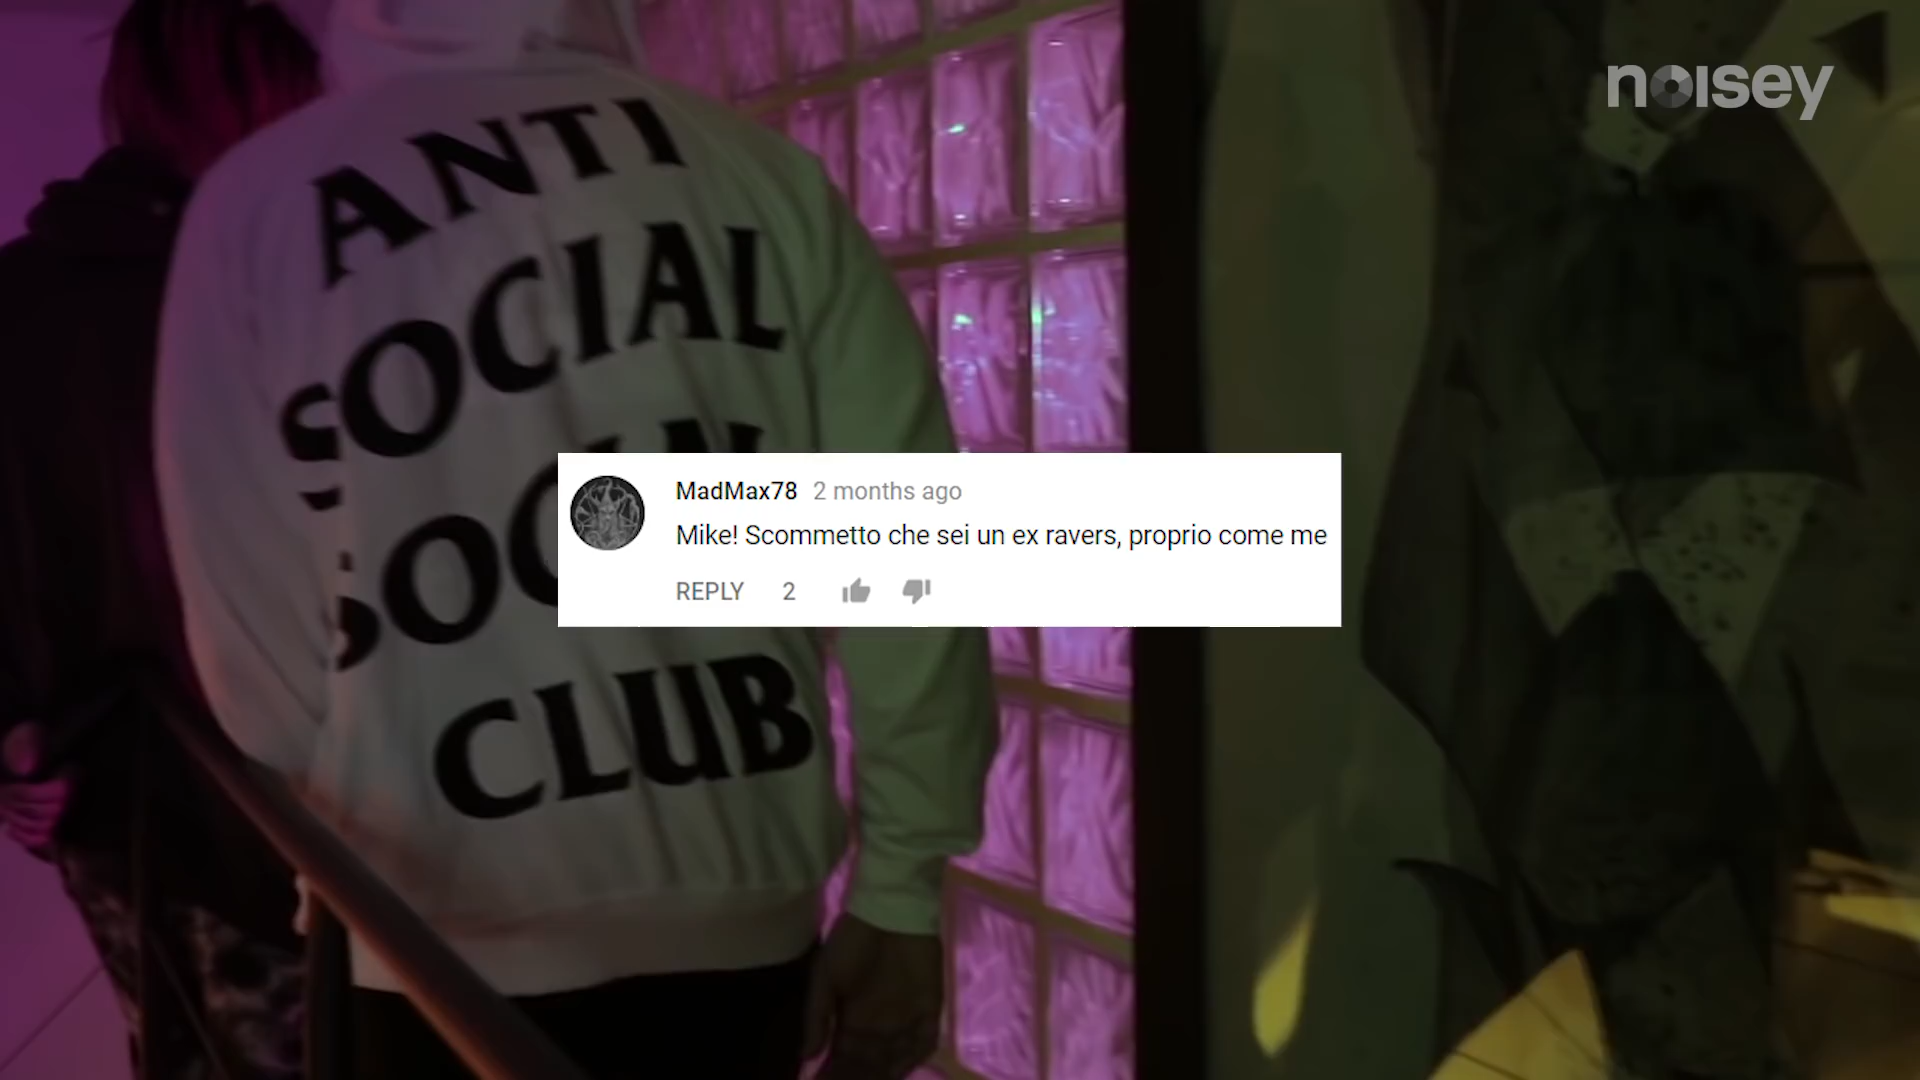 noisey
ANTI
SOCIAL
SOCI
CLUB
MadMax78 2 months ago
Mike! Scommetto che sei un ex ravers, proprio come me
REPLY 2